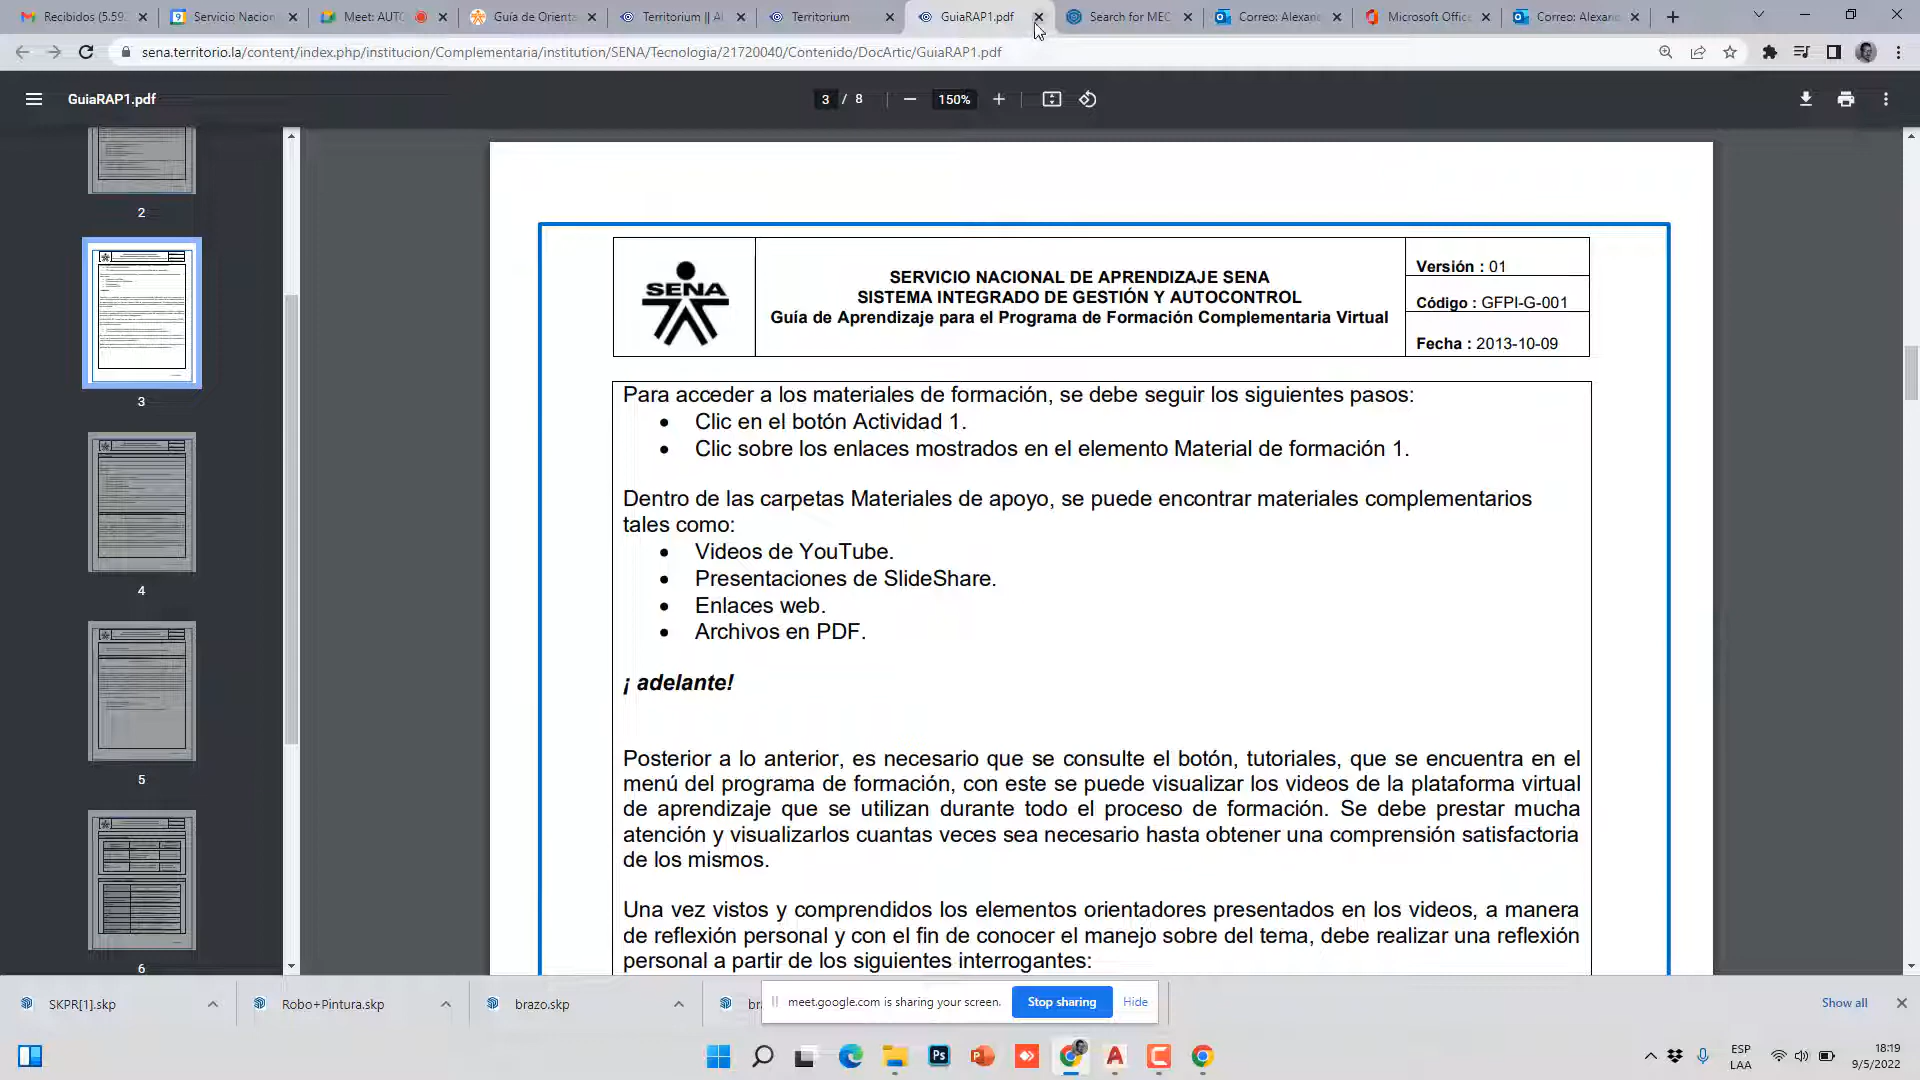 Recibidos (5.59
Servicio Nacion
Meet: AUTO
Guía de Orienta
Territorium || Al
Territorium
GuiaRAP1.pdf
Search for MEC
Correo: Alexan
Microsoft Offic
Correo: Alexan
sena.territorio.la/content/index.php/institucion/Complementaria/institution/SENA/Tecnologia/21720040/Contenido/DocArtic/GuiaRAP1.pdf
GuiaRAP1.pdf
3 / 8
150%
2
3
4
5
6
SENA
SERVICIO NACIONAL DE APRENDIZAJE SENA
SISTEMA INTEGRADO DE GESTIÓN Y AUTOCONTROL
Guía de Aprendizaje para el Programa de Formación Complementaria Virtual
Versión : 01
Código : GFPI-G-001
Fecha : 2013-10-09
Para acceder a los materiales de formación, se debe seguir los siguientes pasos:
• Clic en el botón Actividad 1.
• Clic sobre los enlaces mostrados en el elemento Material de formación 1.
Dentro de las carpetas Materiales de apoyo, se puede encontrar materiales complementarios
tales como:
• Videos de YouTube.
• Presentaciones de SlideShare.
• Enlaces web.
• Archivos en PDF.
¡ adelante!
Posterior a lo anterior, es necesario que se consulte el botón, tutoriales, que se encuentra en el
menú del programa de formación, con este se puede visualizar los videos de la plataforma virtual
de aprendizaje que se utilizan durante todo el proceso de formación. Se debe prestar mucha
atención y visualizarlos cuantas veces sea necesario hasta obtener una comprensión satisfactoria
de los mismos.
Una vez vistos y comprendidos los elementos orientadores presentados en los videos, a manera
de reflexión personal y con el fin de conocer el manejo sobre del tema, debe realizar una reflexión
personal a partir de los siguientes interrogantes:
SKPR[1].skp
Robo+Pintura.skp
brazo.skp
meet.google.com is sharing your screen.
Stop sharing
Hide
Show all
Ps
ESP
LAA
18:19
9/5/2022